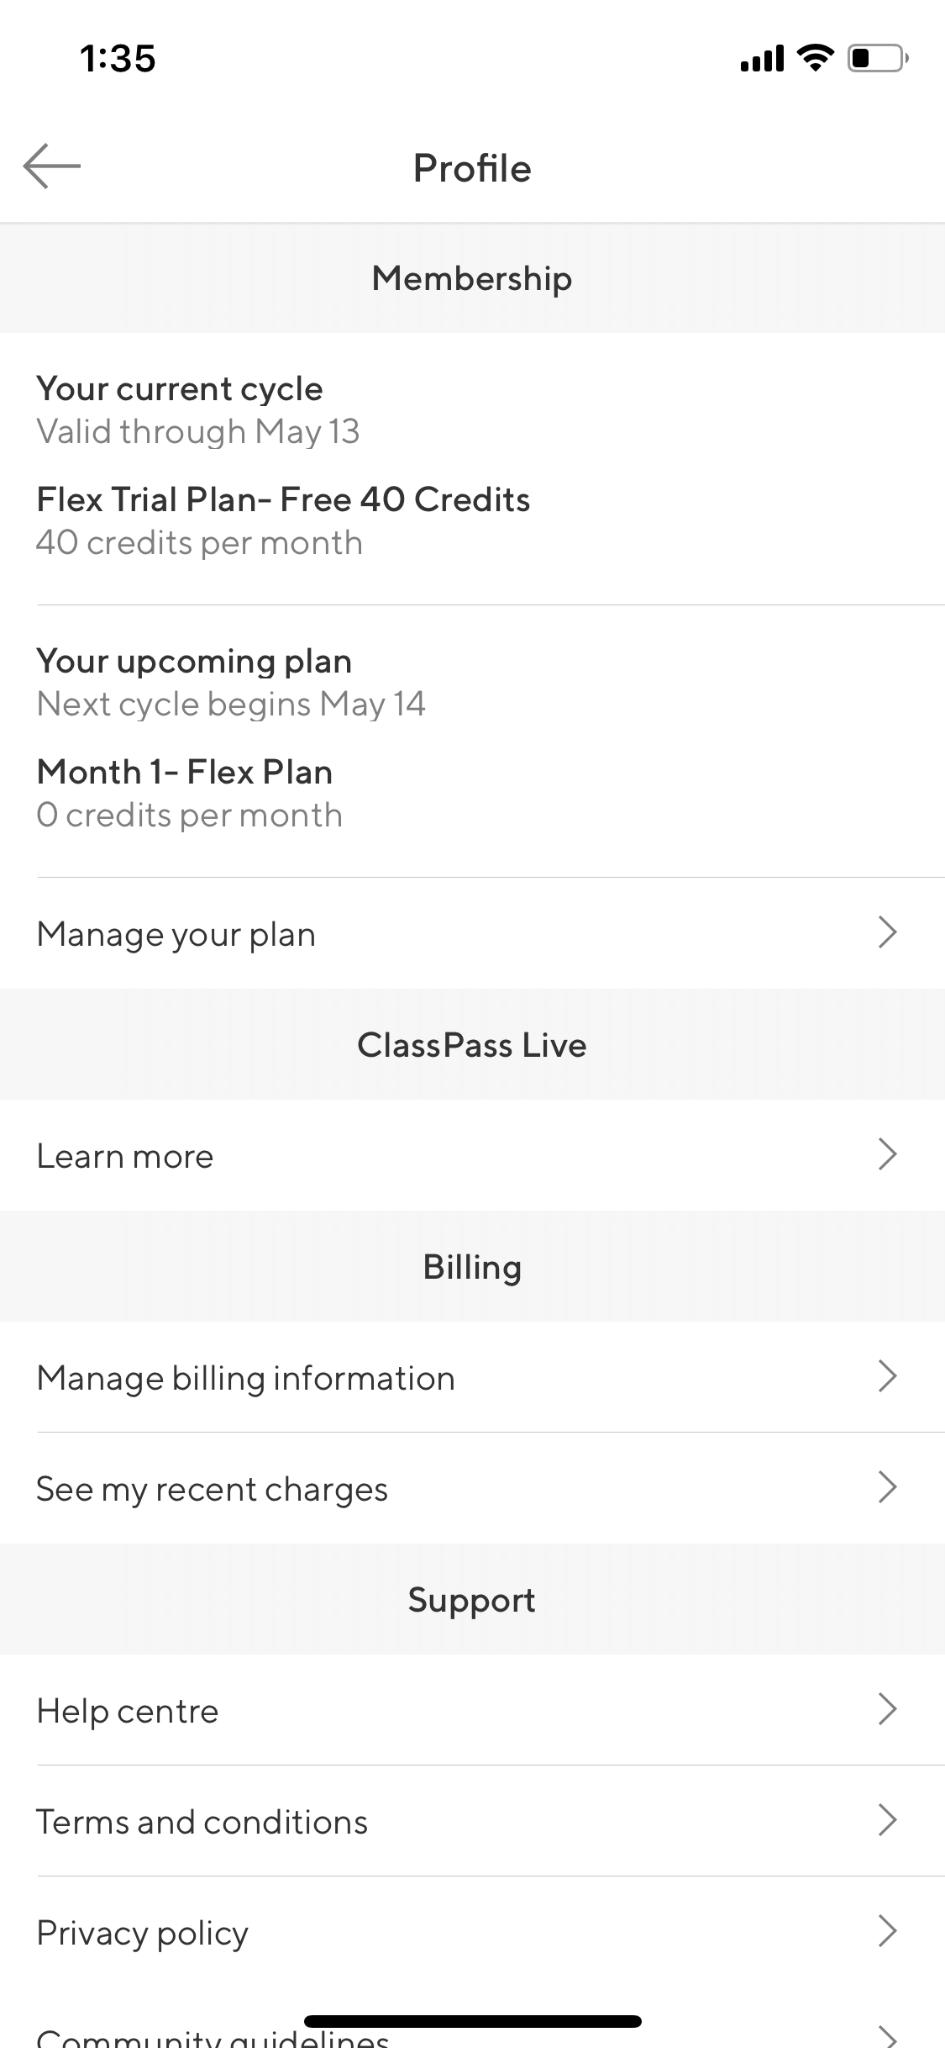 1:35
Profile
Membership
Your current cycle
Valid through May 13
Flex Trial Plan- Free 40 Credits
40 credits per month
Your upcoming plan
Next cycle begins May 14
Month 1- Flex Plan
0 credits per month
Manage your plan
ClassPass Live
Learn more
Billing
Manage billing information
See my recent charges
Support
Help centre
Terms and conditions
Privacy policy
Community guidelines